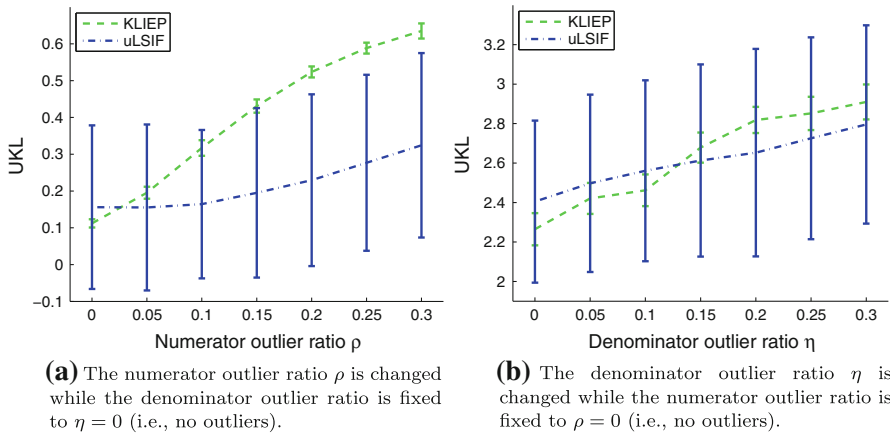 KLIEP
uLSIF
0.6
0.5
0.4
0.3
0.2
0.1
0
−0.1
UKL
0 0.05 0.1 0.15 0.2 0.25 0.3
Numerator outlier ratio ρ
(a) The numerator outlier ratio ρ is changed
while the denominator outlier ratio is fixed
to η = 0 (i.e., no outliers).
KLIEP
uLSIF
3.2
3
2.8
2.6
2.4
2.2
2
UKL
0 0.05 0.1 0.15 0.2 0.25 0.3
Denominator outlier ratio η
(b) The denominator outlier ratio η is
changed while the numerator outlier ratio is
fixed to ρ = 0 (i.e., no outliers).